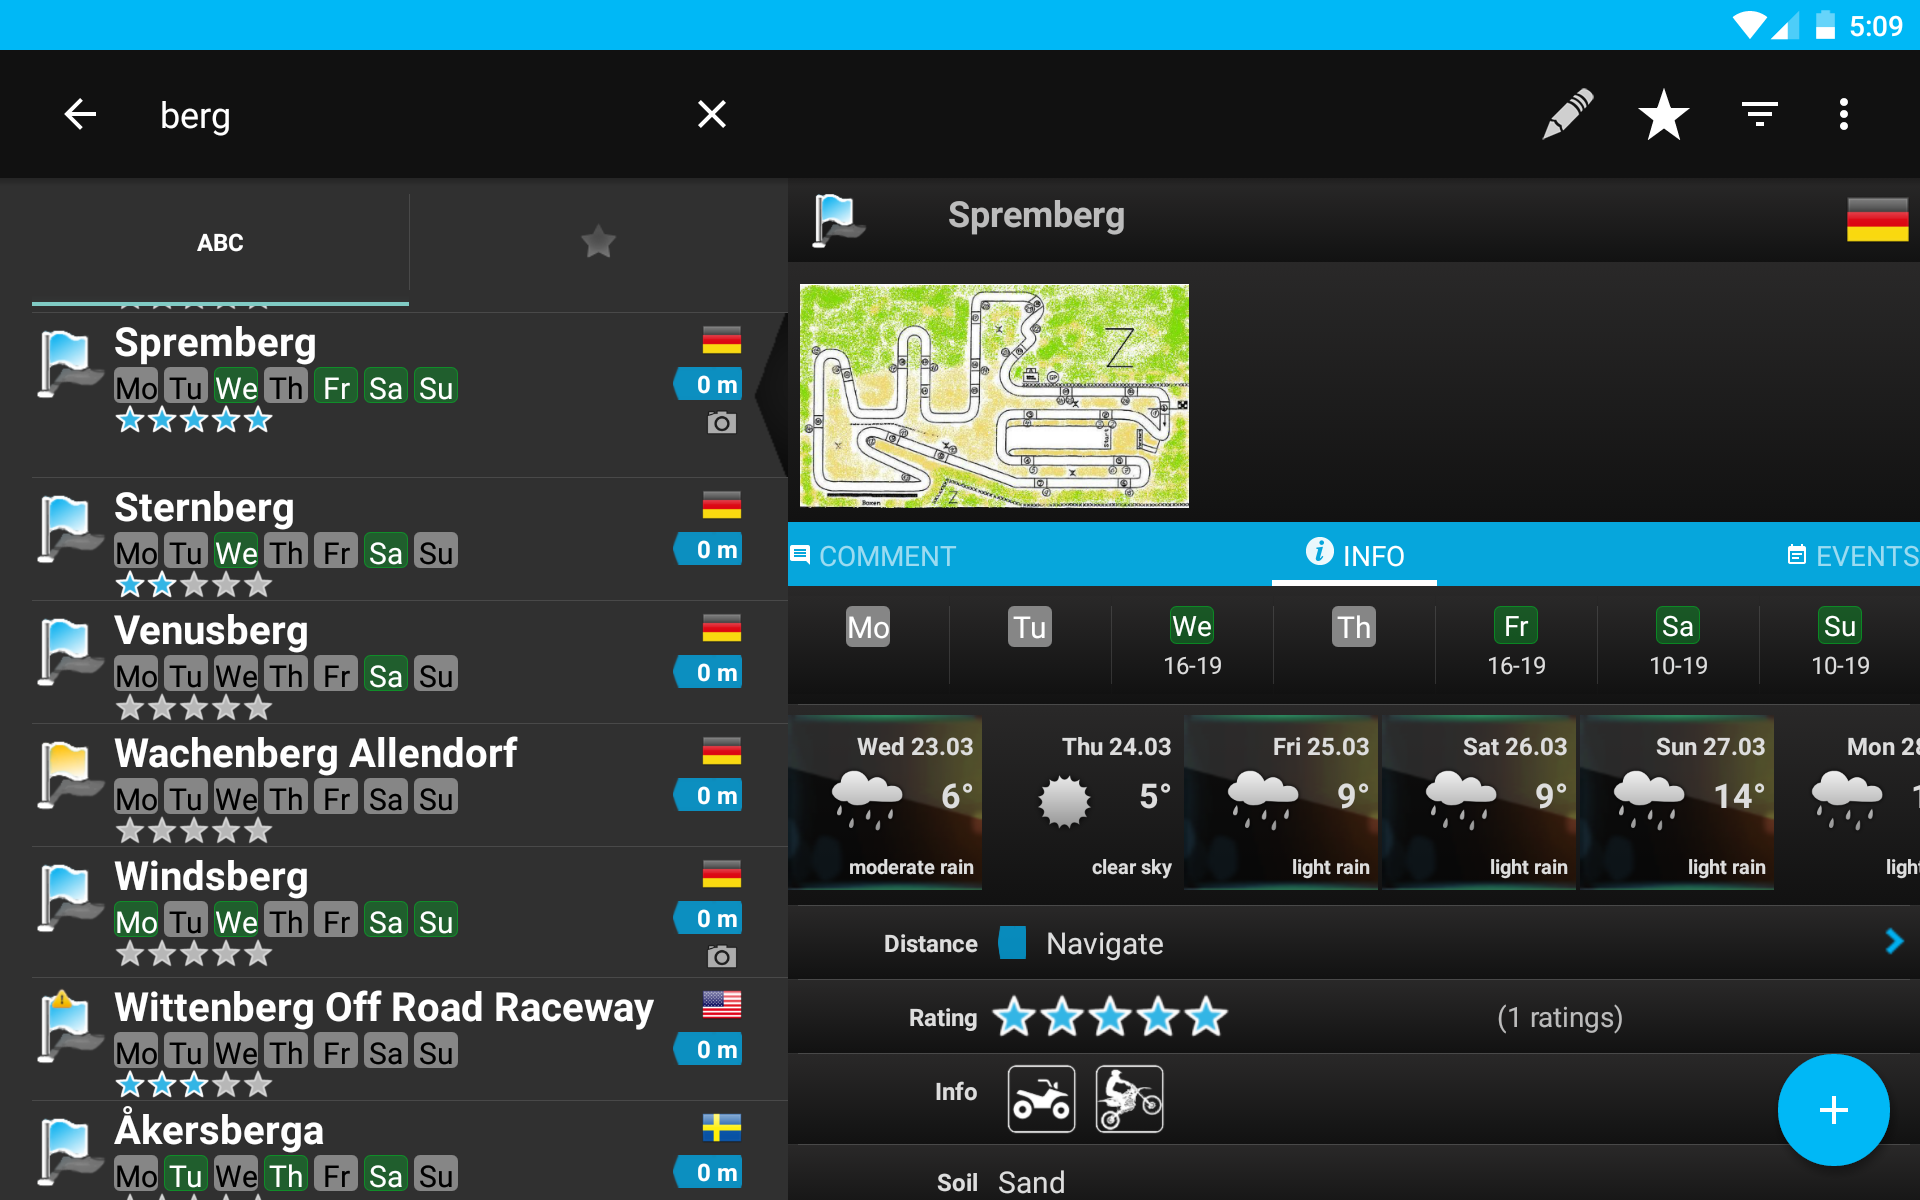 5:09
berg
ABC
Spremberg
Mo Tu We Th Fr Sa Su
0 m
Sternberg
Mo Tu We Th Fr Sa Su
0 m
Venusberg
Mo Tu We Th Fr Sa Su
0 m
Wachenberg Allendorf
Mo Tu We Th Fr Sa Su
0 m
Windsberg
Mo Tu We Th Fr Sa Su
0 m
Wittenberg Off Road Raceway
Mo Tu We Th Fr Sa Su
0 m
Åkersberga
Mo Tu We Th Fr Sa Su
0 m
Spremberg
Z
Z
Boxen
COMMENT INFO EVENTS
Mo Tu We Th Fr Sa Su
16-19 16-19 10-19 10-19
Wed 23.03 Thu 24.03 Fri 25.03 Sat 26.03 Sun 27.03 Mon 28
6° 5° 9° 9° 14° 1
moderate rain clear sky light rain light rain light rain light
Distance Navigate
Rating (1 ratings)
Info
Soil Sand